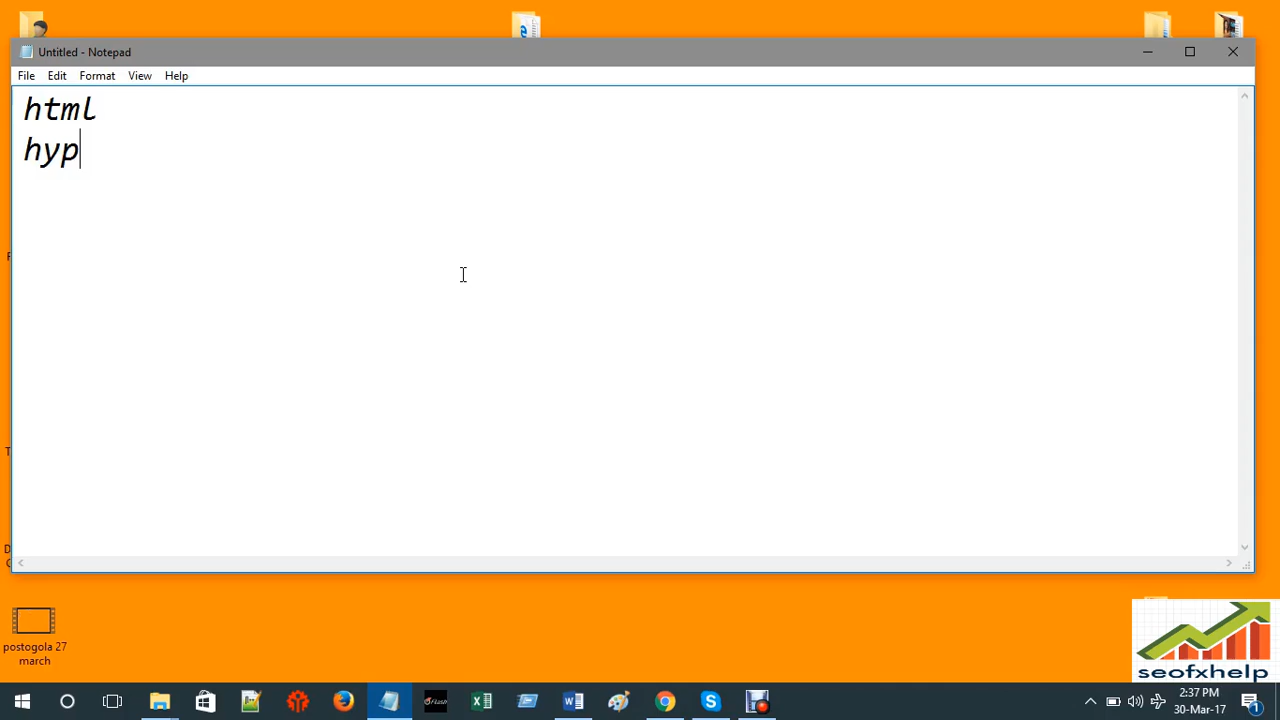 Untitled - Notepad
File Edit Format View Help
html
hyp
postogola 27
march
seofxhelp
2:37 PM
30-Mar-17